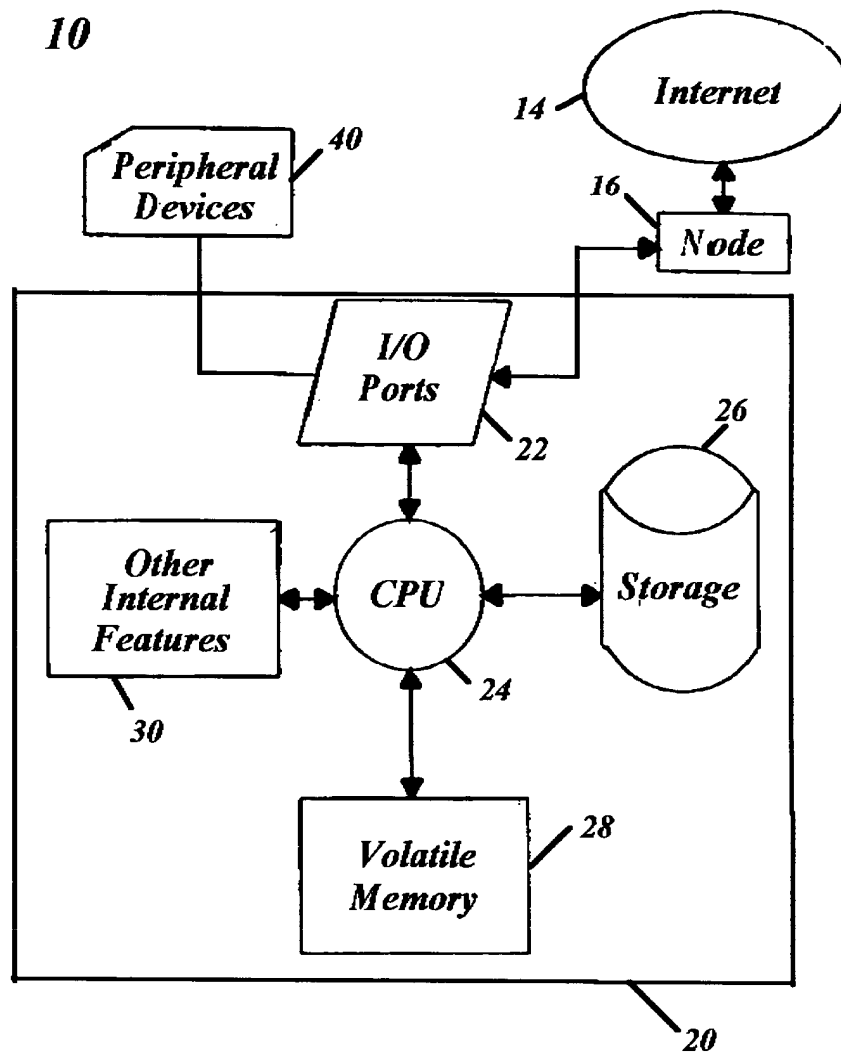 10
Internet
14
Peripheral
Devices
40
16
Node
I/O
Ports
22
26
Other
Internal
Features
30
CPU
24
Storage
Volatile
Memory
28
20